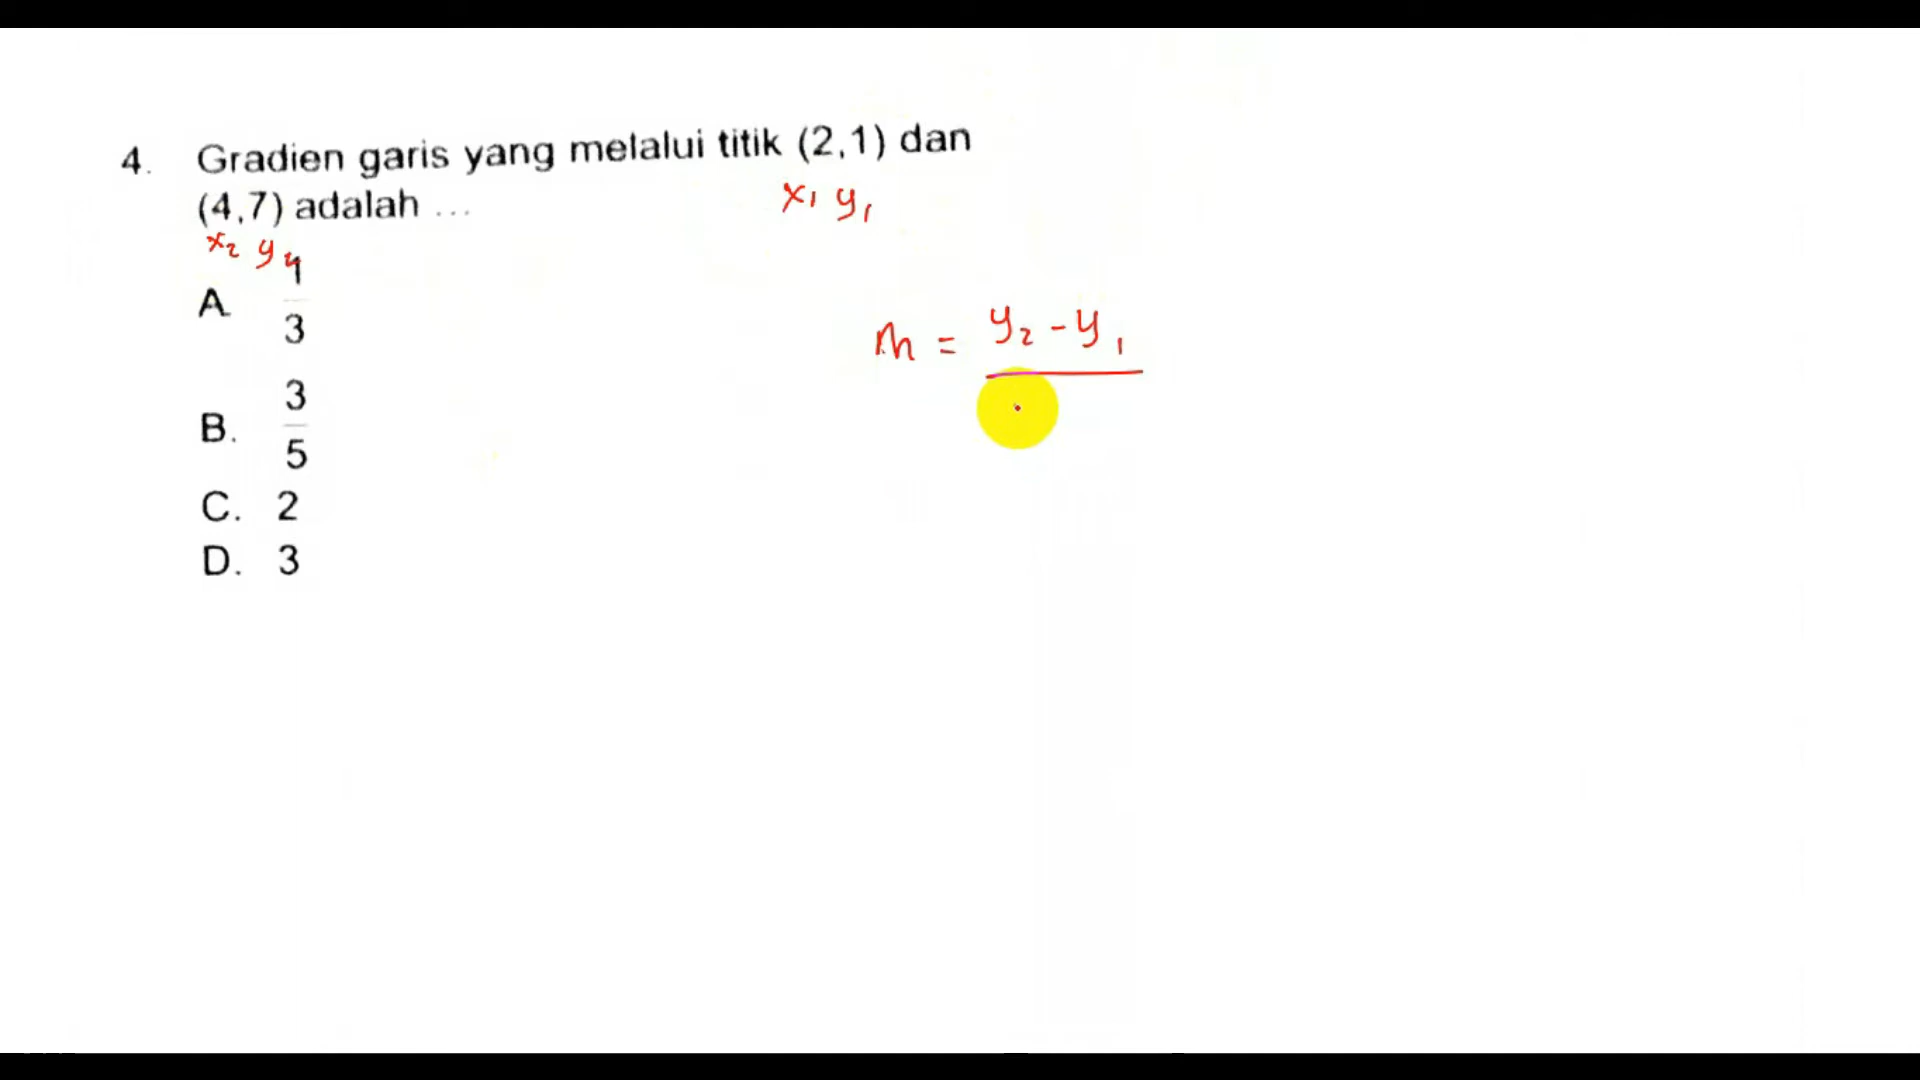 4. Gradien garis yang melalui titik (2,1) dan
x₁ y₁
(4,7) adalah ...
x₂ y
A 1/3
B. 3/5
C. 2
D. 3
m = y₂ - y₁